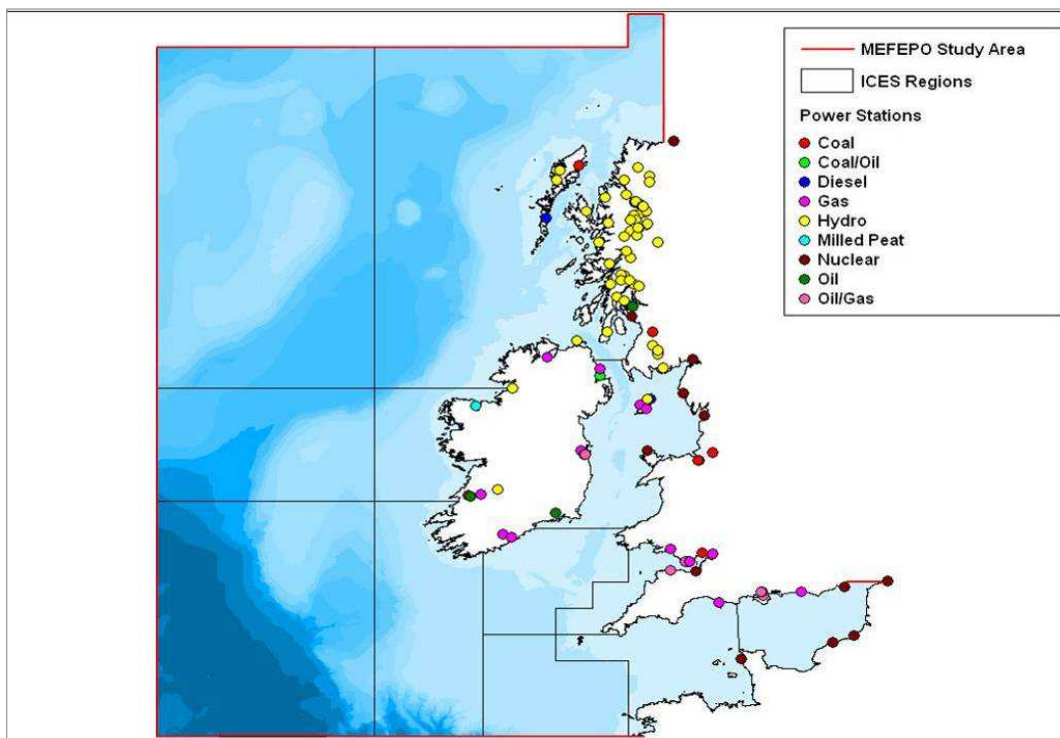 MEFEPO Study Area
ICES Regions
Power Stations
Coal
Coal/Oil
Diesel
Gas
Hydro
Milled Peat
Nuclear
Oil
Oil/Gas